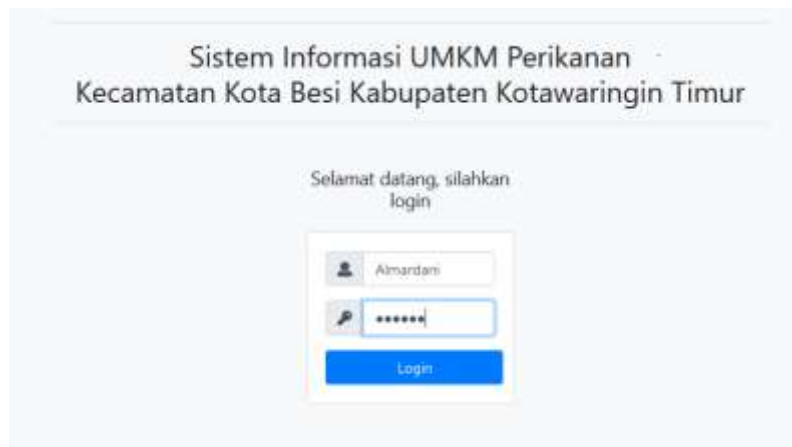 Sistem Informasi UMKM Perikanan
Kecamatan Kota Besi Kabupaten Kotawaringin Timur
Selamat datang, silahkan
login
Almardani
••••••
Login